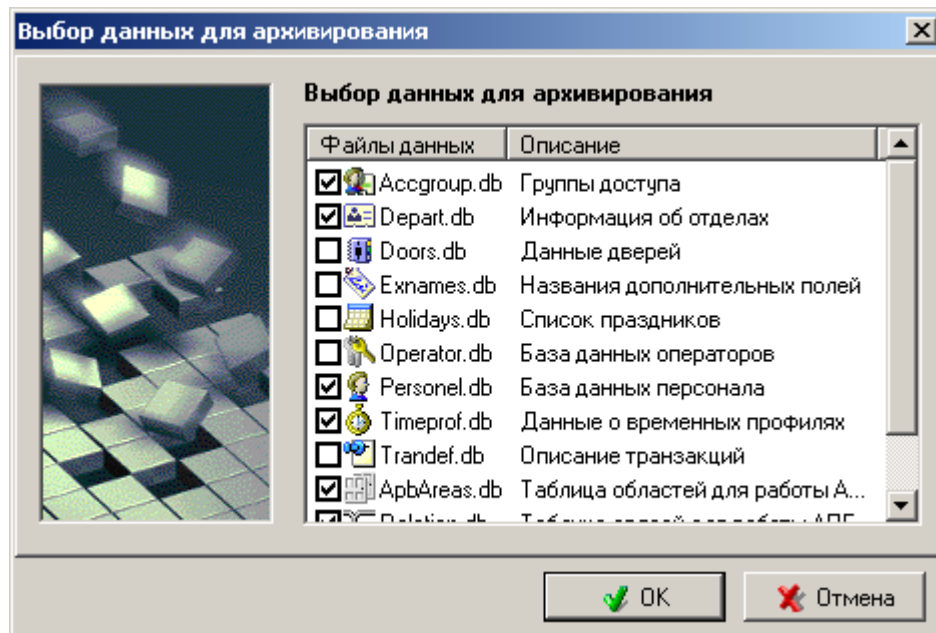 Выбор данных для архивирования
Выбор данных для архивирования
Файлы данных Описание
Accgroup.db Группы доступа
Depart.db Информация об отделах
Doors.db Данные дверей
Exnames.db Названия дополнительных полей
Holidays.db Список праздников
Operator.db База данных операторов
Personel.db База данных персонала
Timeprof.db Данные о временных профилях
Trandef.db Описание транзакций
ApbAreas.db Таблица областей для работы А...
OK Отмена